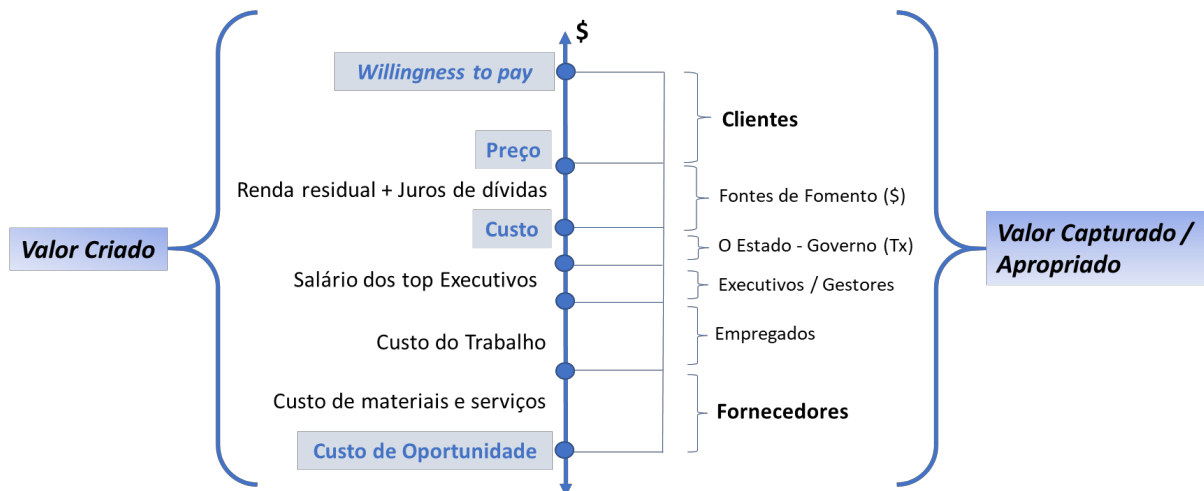 $
Willingness to pay
Clientes
Preço
Renda residual + Juros de dívidas
Fontes de Fomento ($)
Custo
Valor Criado
Valor Capturado /
Apropriado
O Estado - Governo (Tx)
Salário dos top Executivos
Executivos / Gestores
Empregados
Custo do Trabalho
Custo de materiais e serviços
Fornecedores
Custo de Oportunidade